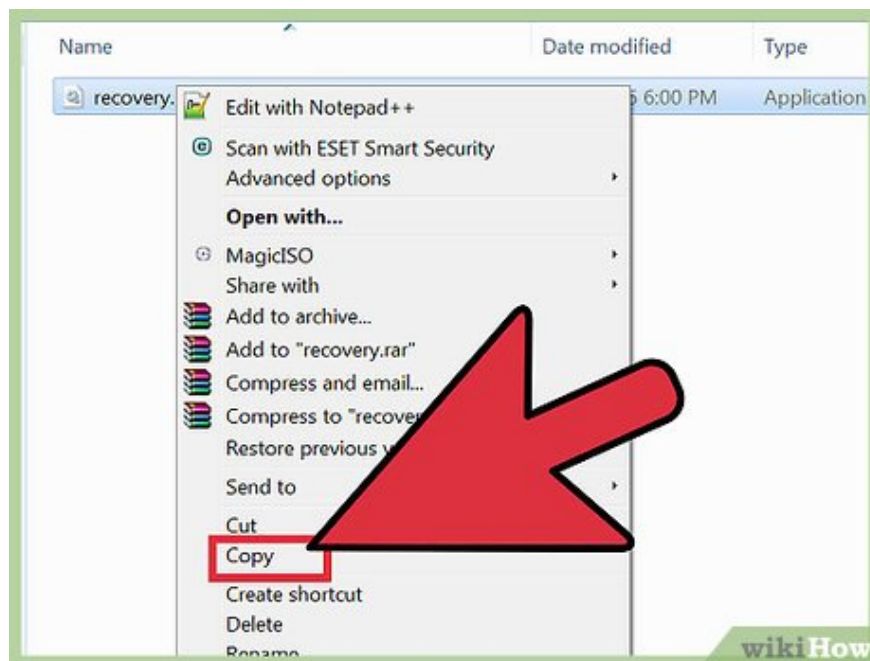 Name Date modified Type
recovery. 6:00 PM Application
Edit with Notepad++
Scan with ESET Smart Security
Advanced options
Open with...
MagicISO
Share with
Add to archive...
Add to "recovery.rar"
Compress and email...
Compress to "recove
Restore previous
Send to
Cut
Copy
Create shortcut
Delete
Rename
wikiHow